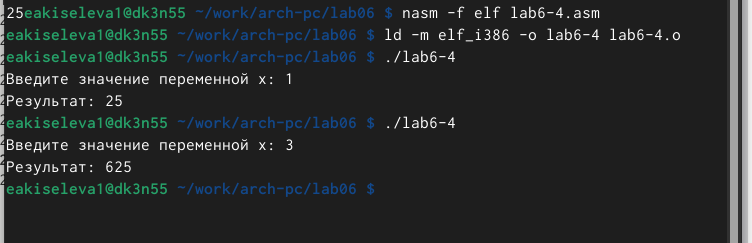 25eakiseleva1@dk3n55 ~/work/arch-pc/lab06 $ nasm -f elf lab6-4.asm
eakiseleva1@dk3n55 ~/work/arch-pc/lab06 $ ld -m elf_i386 -o lab6-4 lab6-4.o
eakiseleva1@dk3n55 ~/work/arch-pc/lab06 $ ./lab6-4
Введите значение переменной х: 1
Результат: 25
eakiseleva1@dk3n55 ~/work/arch-pc/lab06 $ ./lab6-4
Введите значение переменной х: 3
Результат: 625
eakiseleva1@dk3n55 ~/work/arch-pc/lab06 $